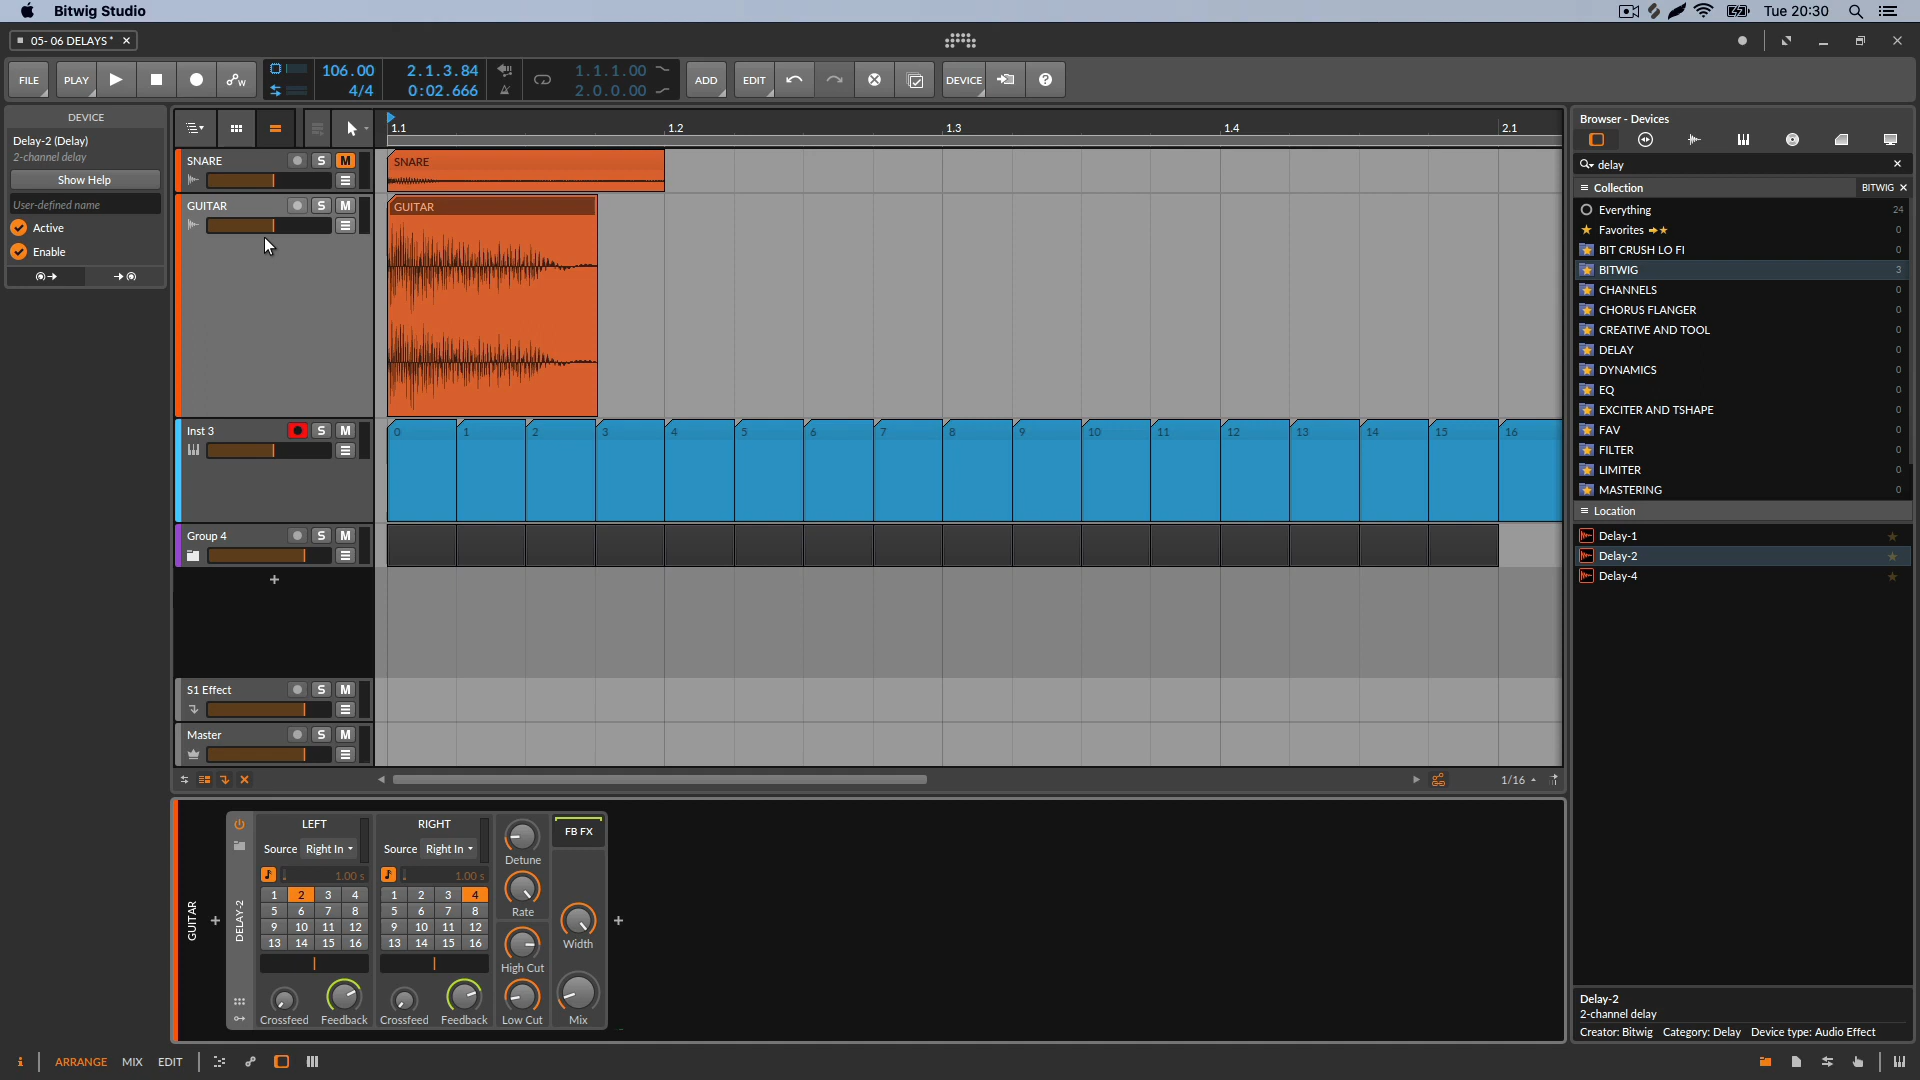 Bitwig Studio
Tue 20:30
05- 06 DELAYS*
FILE PLAY
106.00
4/4
2.1.3.84
0:02.666
1.1.1.00
2.0.0.00
ADD EDIT DEVICE ?
DEVICE
Delay-2 (Delay)
2-channel delay
Show Help
User-defined name
Active
Enable
1.1 1.2 1.3 1.4 2.1
SNARE S M
SNARE
GUITAR S M
GUITAR
Inst 3 S M
0 1 2 3 4 5 6 7 8 9 10 11 12 13 14 15 16
Group 4 S M
+
S1 Effect S M
Master S M
1/16
Browser - Devices
delay
Collection BITWIG
Everything 24
Favorites 0
BIT CRUSH LO FI 0
BITWIG 3
CHANNELS 0
CHORUS FLANGER 0
CREATIVE AND TOOL 0
DELAY 0
DYNAMICS 0
EQ 0
EXCITER AND TSHAPE 0
FAV 0
FILTER 0
LIMITER 0
MASTERING 0
Location
Delay-1
Delay-2
Delay-4
Delay-2
2-channel delay
Creator: Bitwig Category: Delay Device type: Audio Effect
GUITAR
DELAY-2
LEFT
Source Right In
1.00 s
1 2 3 4
5 6 7 8
9 10 11 12
13 14 15 16
Crossfeed Feedback
RIGHT
Source Right In
1.00 s
1 2 3 4
5 6 7 8
9 10 11 12
13 14 15 16
Crossfeed Feedback
Detune
Rate
High Cut
Low Cut
FB FX
Width
Mix
i ARRANGE MIX EDIT